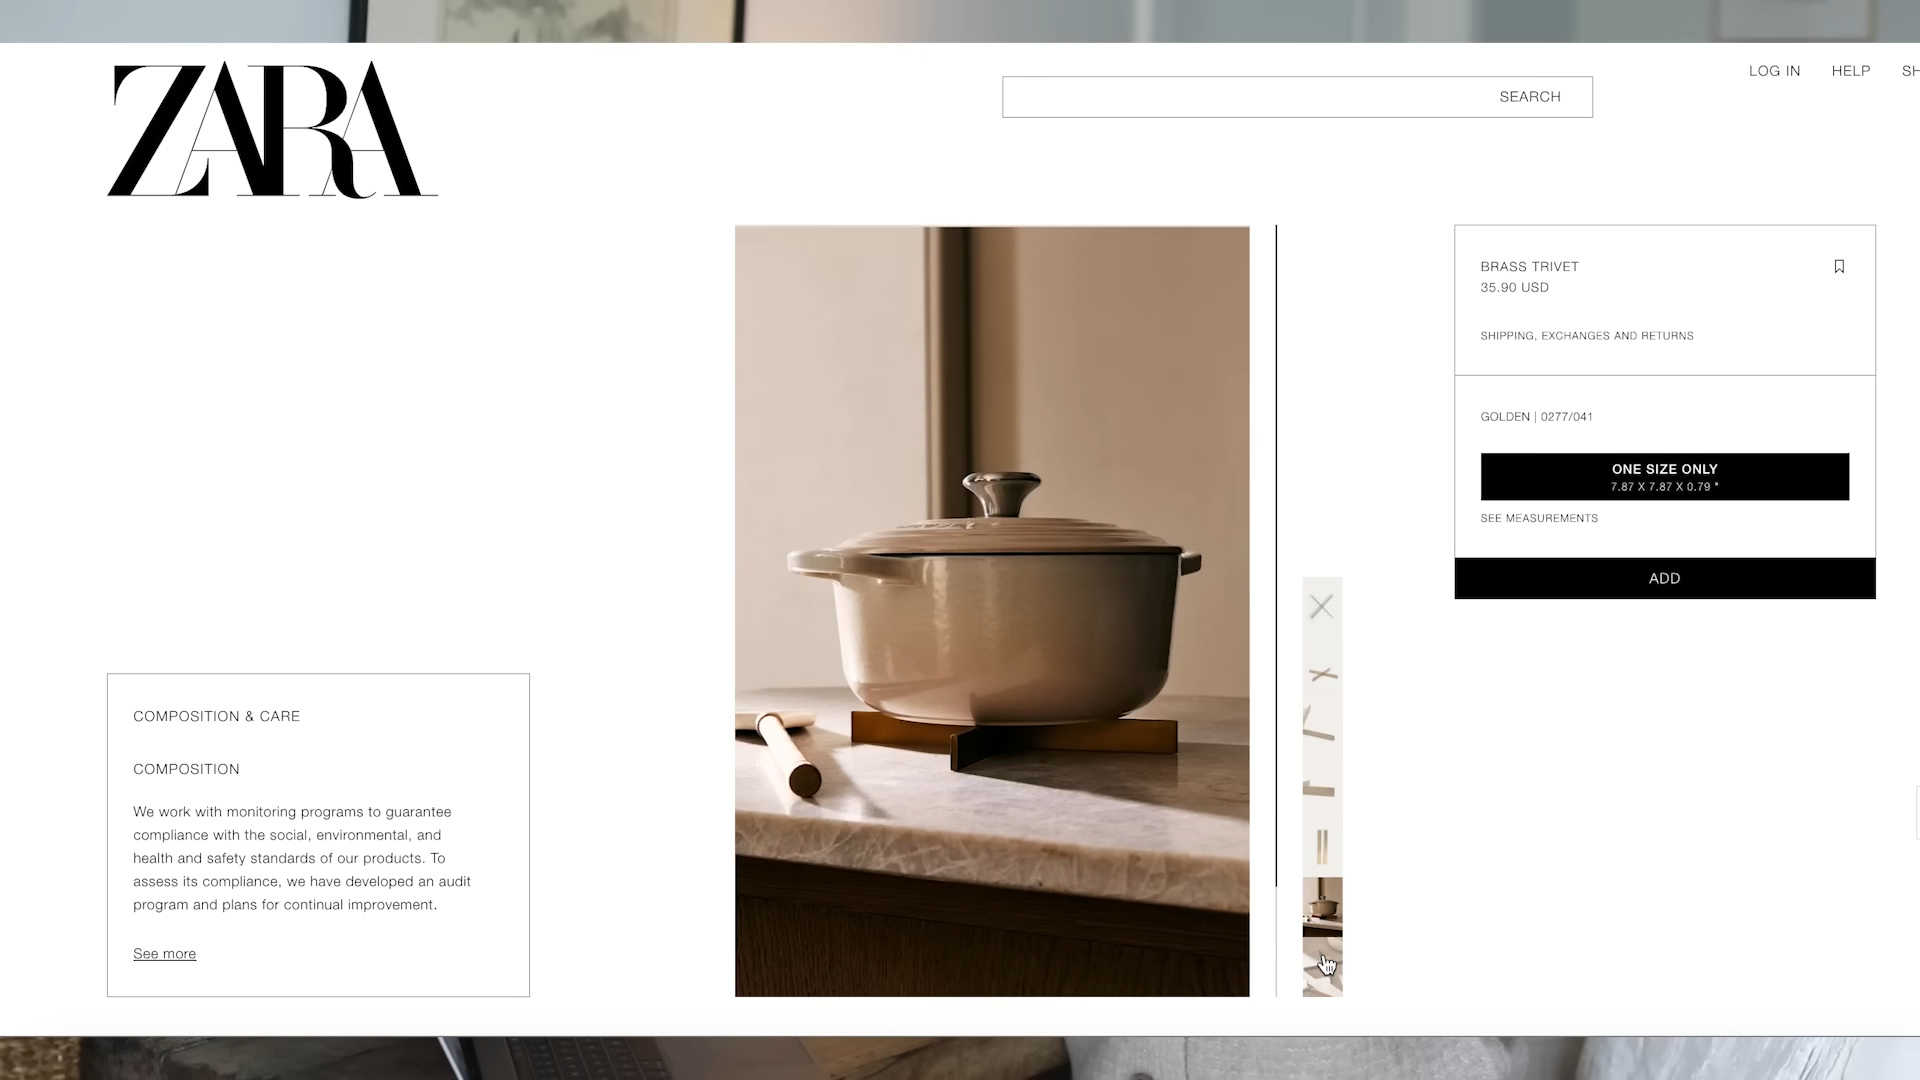 ZARA
SEARCH
LOG IN
HELP
SH
BRASS TRIVET
35.90 USD
SHIPPING, EXCHANGES AND RETURNS
GOLDEN | 0277/041
ONE SIZE ONLY
7.87 X 7.87 X 0.79 "
SEE MEASUREMENTS
ADD
COMPOSITION & CARE
COMPOSITION
We work with monitoring programs to guarantee
compliance with the social, environmental, and
health and safety standards of our products. To
assess its compliance, we have developed an audit
program and plans for continual improvement.
See more